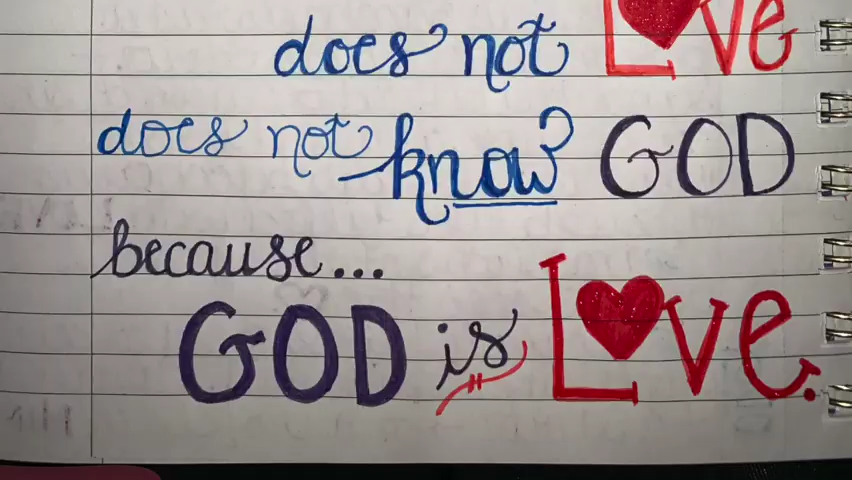 does not Love
does not know GOD
because...
GOD is Love.